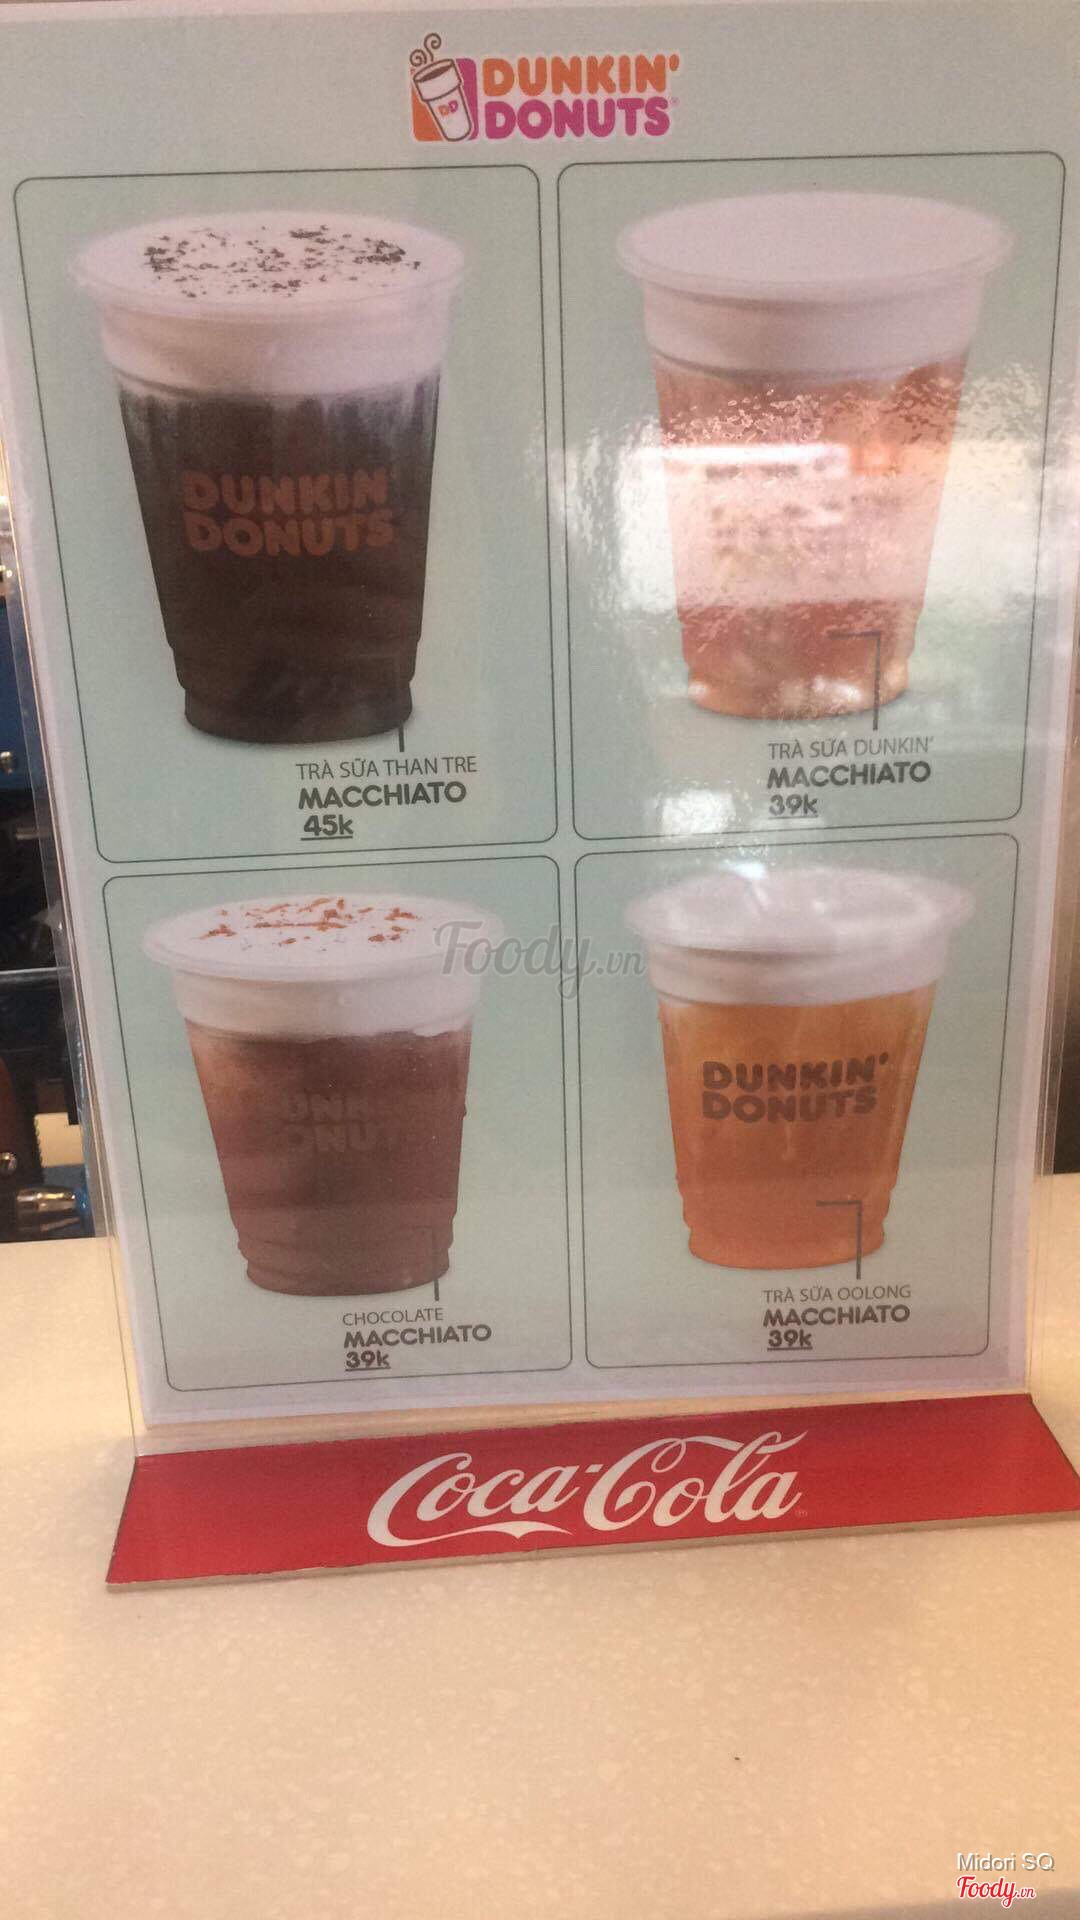 DUNKIN'
DONUTS
DUNKIN
DONUTS
TRÀ SỮA THAN TRE
MACCHIATO
45k
TRÀ SỮA DUNKIN'
MACCHIATO
39k
Foody.vn
CHOCOLATE
MACCHIATO
39k
DUNKIN'
DONUTS
TRÀ SỮA OOLONG
MACCHIATO
39k
Coca-Cola
Midori SQ
Foody.vn